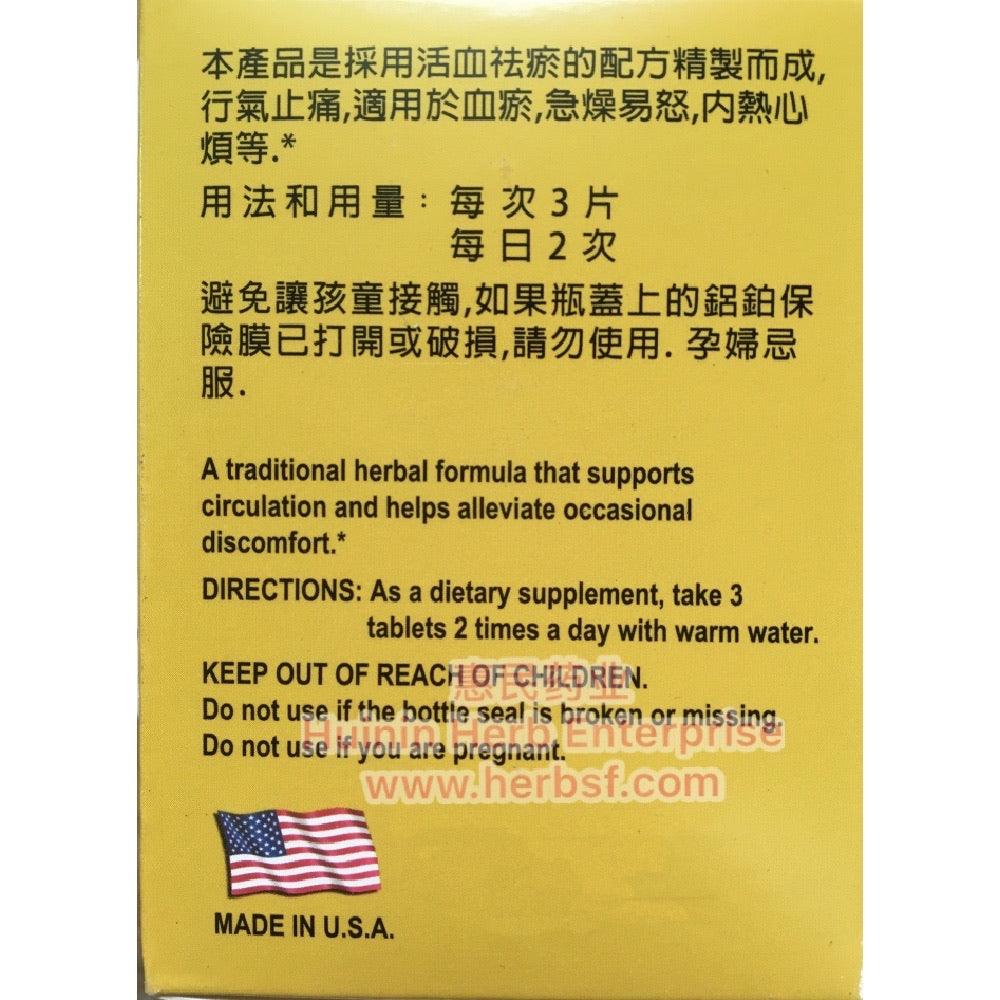 本產品是採用活血祛瘀的配方精製而成,
行氣止痛,適用於血瘀,急燥易怒,内熱心
煩等.*
用法和用量：每次3片
每日2次
避免讓孩童接觸,如果瓶蓋上的鋁鉑保
險膜已打開或破損,請勿使用. 孕婦忌
服.
A traditional herbal formula that supports
circulation and helps alleviate occasional
discomfort.*
DIRECTIONS: As a dietary supplement, take 3
tablets 2 times a day with warm water.
KEEP OUT OF REACH OF CHILDREN.
惠民药业
Do not use if the bottle seal is broken or missing.
Huimin Herb Enterprise
Do not use if you are pregnant.
www.herbsf.com
MADE IN U.S.A.